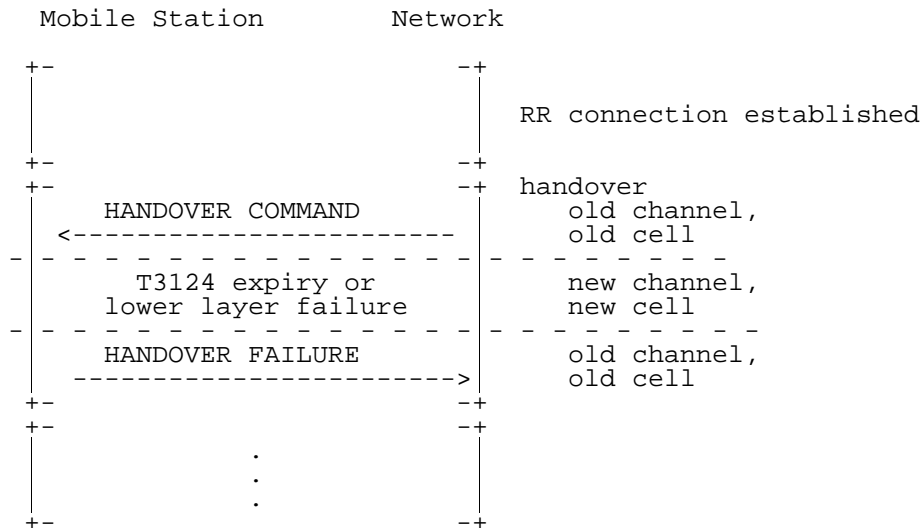 Mobile Station Network
RR connection established
handover
HANDOVER COMMAND old channel,
<------------------------ old cell
T3124 expiry or new channel,
lower layer failure new cell
HANDOVER FAILURE old channel,
------------------------> old cell
.
.
.